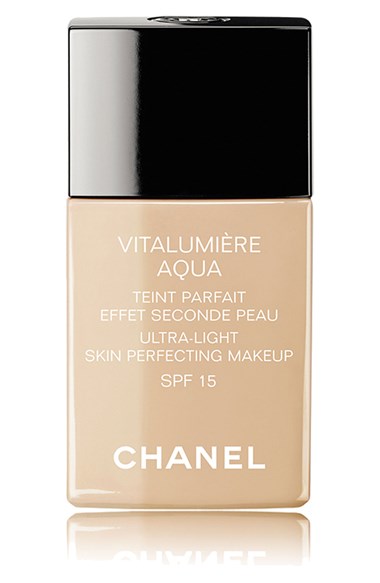 VITALUMIÈRE
AQUA
TEINT PARFAIT
EFFET SECONDE PEAU
ULTRA-LIGHT
SKIN PERFECTING MAKEUP
SPF 15
CHANEL